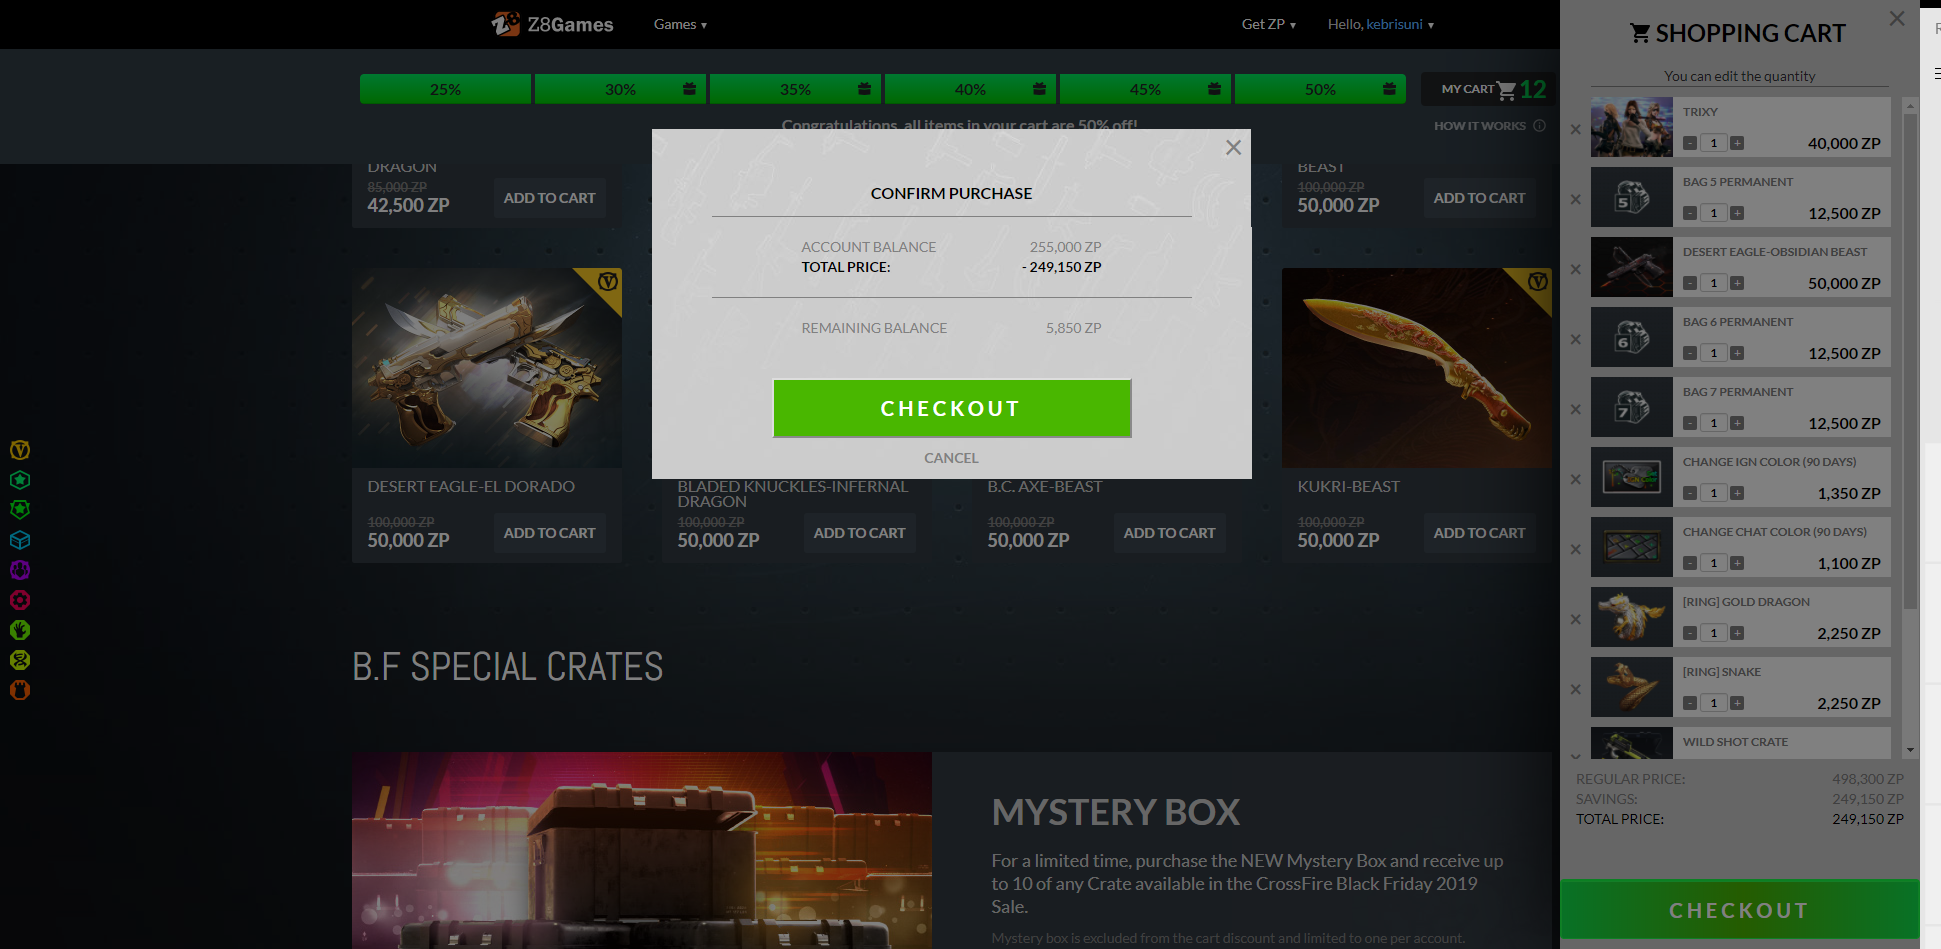 Z8Games
Games ▾
Get ZP ▾
Hello, kebrisuni ▾
25%
30%
35%
40%
45%
50%
MY CART 12
Congratulations, all items in your cart are 50% off!
HOW IT WORKS
DRAGON
85,000 ZP
42,500 ZP
ADD TO CART
BEAST
100,000 ZP
50,000 ZP
ADD TO CART
CONFIRM PURCHASE
ACCOUNT BALANCE 255,000 ZP
TOTAL PRICE: - 249,150 ZP
REMAINING BALANCE 5,850 ZP
CHECKOUT
CANCEL
DESERT EAGLE-EL DORADO
100,000 ZP
50,000 ZP
ADD TO CART
BLADED KNUCKLES-INFERNAL
DRAGON
100,000 ZP
50,000 ZP
ADD TO CART
B.C. AXE-BEAST
100,000 ZP
50,000 ZP
ADD TO CART
KUKRI-BEAST
100,000 ZP
50,000 ZP
ADD TO CART
B.F SPECIAL CRATES
MYSTERY BOX
For a limited time, purchase the NEW Mystery Box and receive up
to 10 of any Crate available in the CrossFire Black Friday 2019
Sale.
Mystery box is excluded from the cart discount and limited to one per account.
SHOPPING CART
You can edit the quantity
TRIXY
- 1 + 40,000 ZP
BAG 5 PERMANENT
5
- 1 + 12,500 ZP
DESERT EAGLE-OBSIDIAN BEAST
- 1 + 50,000 ZP
BAG 6 PERMANENT
6
- 1 + 12,500 ZP
BAG 7 PERMANENT
7
- 1 + 12,500 ZP
CHANGE IGN COLOR (90 DAYS)
- 1 + 1,350 ZP
CHANGE CHAT COLOR (90 DAYS)
- 1 + 1,100 ZP
[RING] GOLD DRAGON
- 1 + 2,250 ZP
[RING] SNAKE
- 1 + 2,250 ZP
WILD SHOT CRATE
REGULAR PRICE: 498,300 ZP
SAVINGS: 249,150 ZP
TOTAL PRICE: 249,150 ZP
CHECKOUT